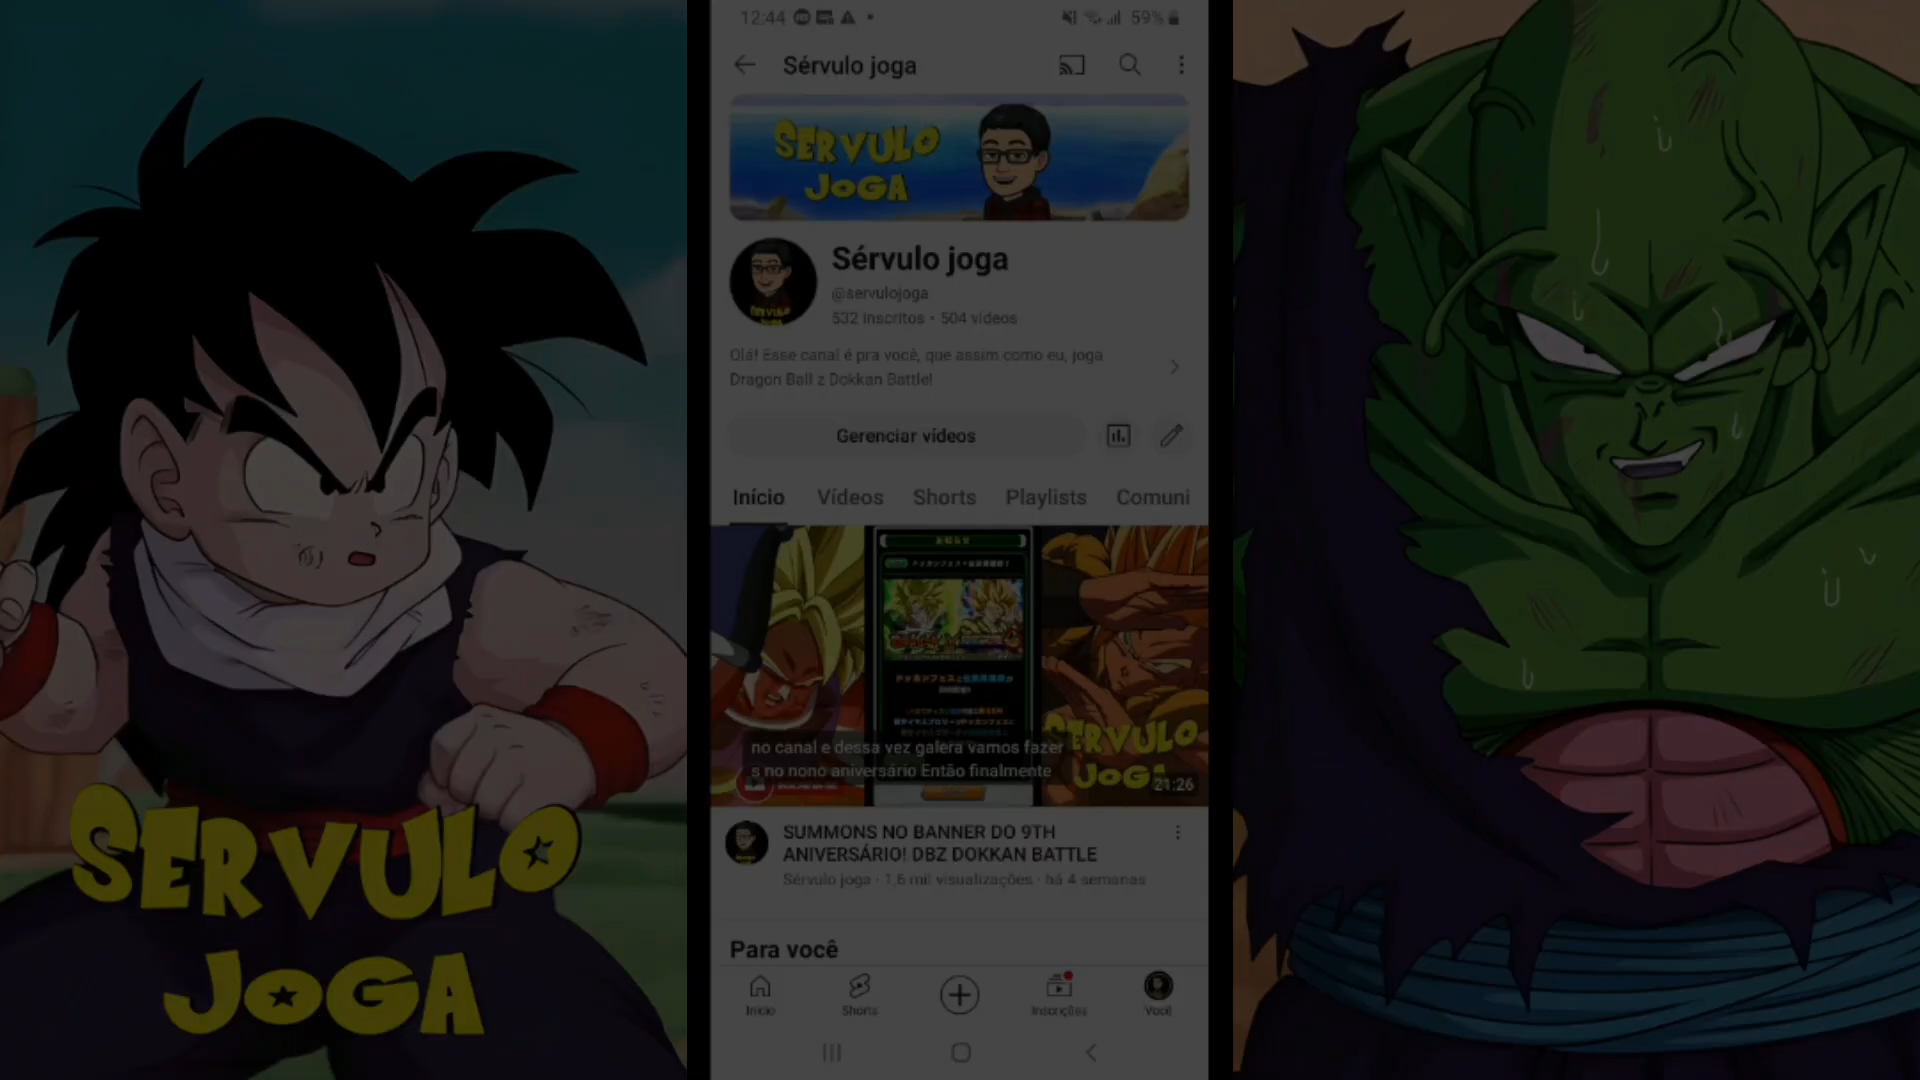 12:44
59%
Sérvulo joga
SERVULO
JOGA
Sérvulo joga
@servulojoga
532 inscritos • 504 vídeos
Olá! Esse canal é pra você, que assim como eu, joga
Dragon Ball z Dokkan Battle!
Gerenciar vídeos
Início Vídeos Shorts Playlists Comuni
SERVULO
JOGA
no canal e dessa vez galera vamos fazer
s no nono aniversário Então finalmente
21:26
SUMMONS NO BANNER DO 9TH
ANIVERSÁRIO! DBZ DOKKAN BATTLE
Sérvulo joga · 1,6 mil visualizações · há 4 semanas
Para você
Início Shorts Inscrições Você
SERVULO
JOGA